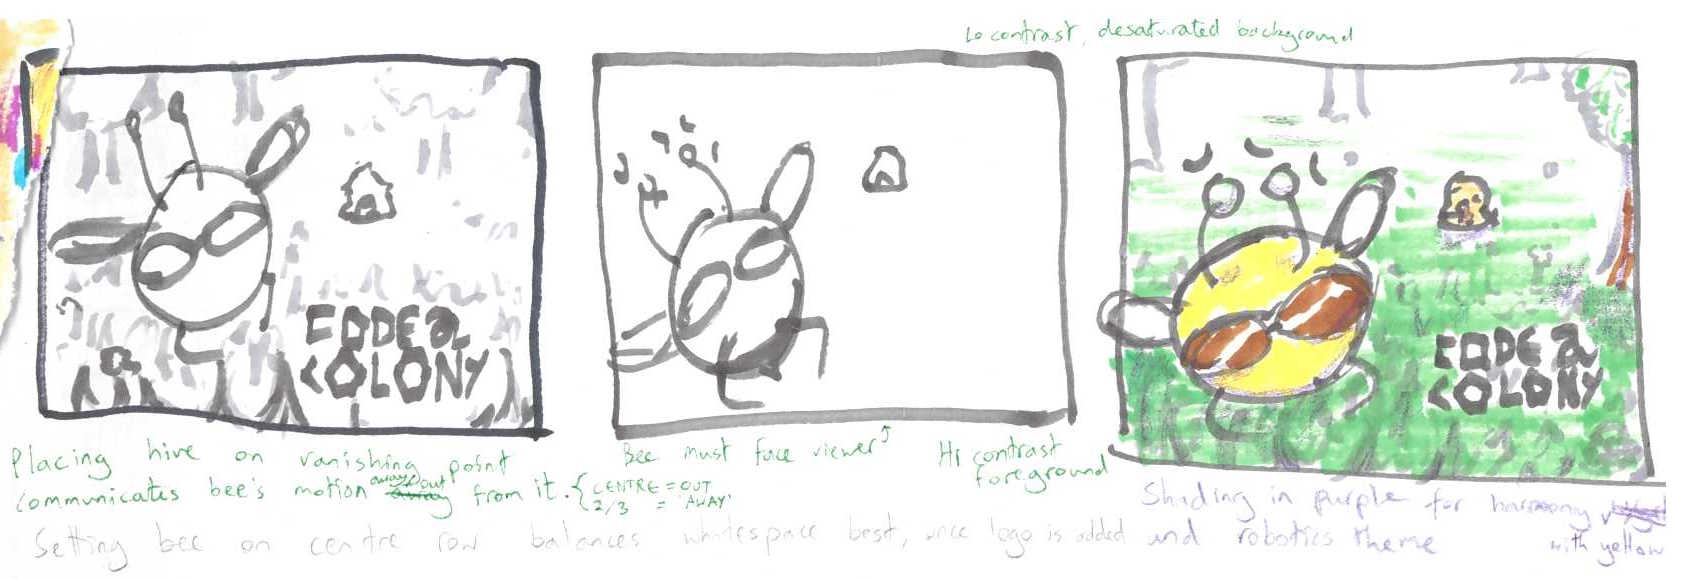 Lo contrast, desaturated background
CODE a
COLONY
CODE a
COLONY
Placing hive on vanishing point
communicates bee's motion away/out from it. { CENTRE = OUT
2/3 = 'AWAY'
Bee must face viewer
Hi contrast
foreground
Shading in purple for harmony
with yellow
and robotics theme
Setting bee on centre row balances whitespace best, once logo is added